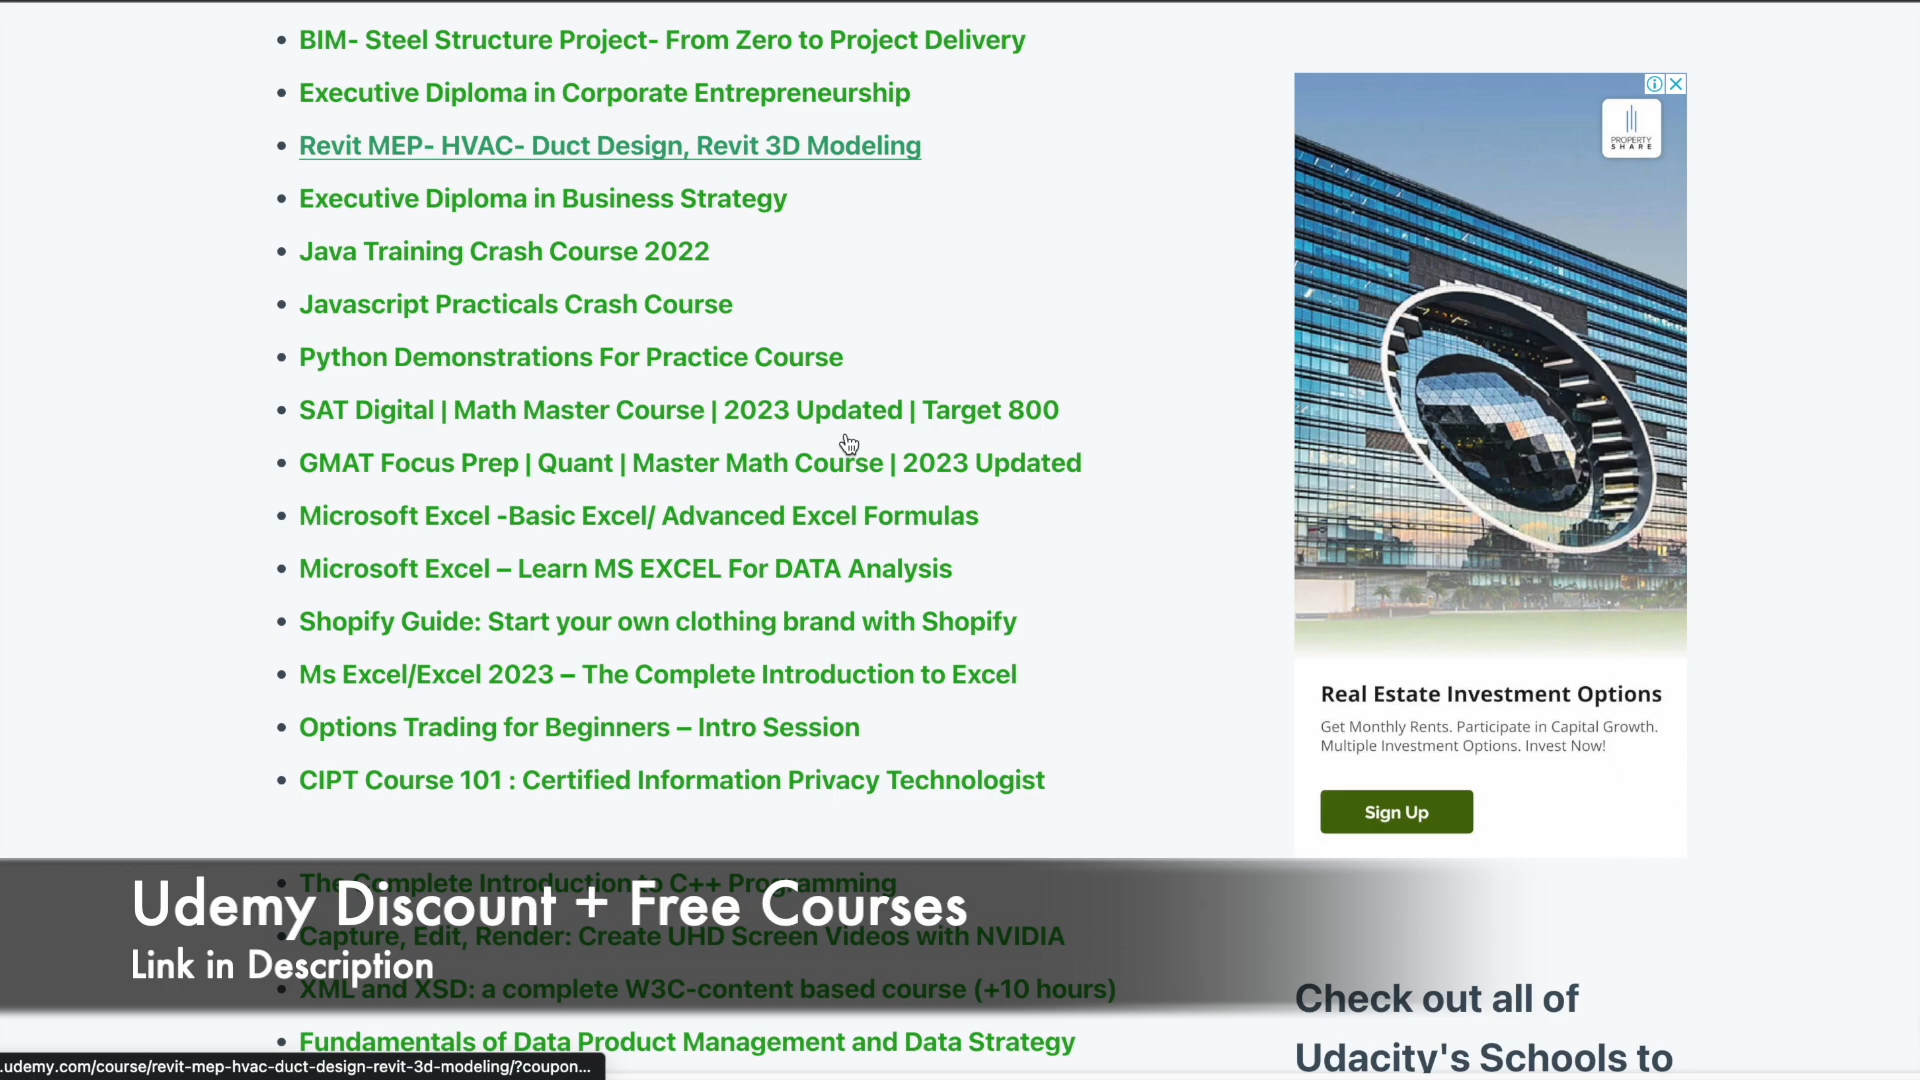 BIM- Steel Structure Project- From Zero to Project Delivery
Executive Diploma in Corporate Entrepreneurship
Revit MEP- HVAC- Duct Design, Revit 3D Modeling
Executive Diploma in Business Strategy
Java Training Crash Course 2022
Javascript Practicals Crash Course
Python Demonstrations For Practice Course
SAT Digital | Math Master Course | 2023 Updated | Target 800
GMAT Focus Prep | Quant | Master Math Course | 2023 Updated
Microsoft Excel -Basic Excel/ Advanced Excel Formulas
Microsoft Excel – Learn MS EXCEL For DATA Analysis
Shopify Guide: Start your own clothing brand with Shopify
Ms Excel/Excel 2023 – The Complete Introduction to Excel
Options Trading for Beginners – Intro Session
CIPT Course 101 : Certified Information Privacy Technologist
The Complete Introduction to C++ Programming
Udemy Discount + Free Courses
Capture, Edit, Render: Create UHD Screen Videos with NVIDIA
Link in Description
XML and XSD: a complete W3C-content based course (+10 hours)
Fundamentals of Data Product Management and Data Strategy
.udemy.com/course/revit-mep-hvac-duct-design-revit-3d-modeling/?coupon...
PROPERTY
SHARE
Real Estate Investment Options
Get Monthly Rents. Participate in Capital Growth.
Multiple Investment Options. Invest Now!
Sign Up
Check out all of
Udacity's Schools to